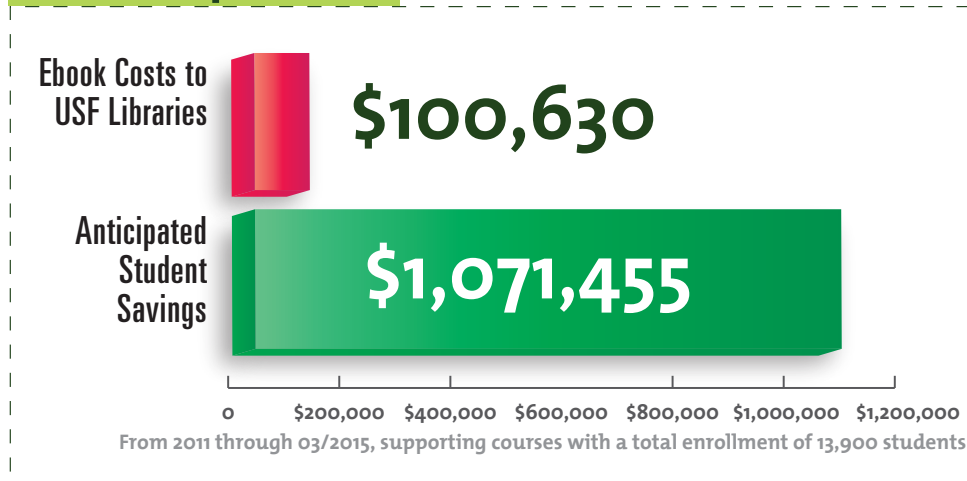 Ebook Costs to
USF Libraries
$100,630
Anticipated
Student
Savings
$1,071,455
0 $200,000 $400,000 $600,000 $800,000 $1,000,000 $1,200,000
From 2011 through 03/2015, supporting courses with a total enrollment of 13,900 students